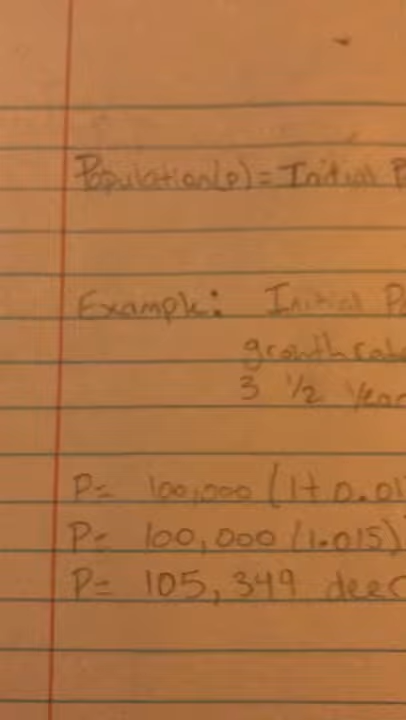 Population(p) = Initial P
Example: Initial P
growth rate
3 1/2 Year
P= 100,000 (1+0.01
P= 100,000 (1.015)
P= 105,349 deer